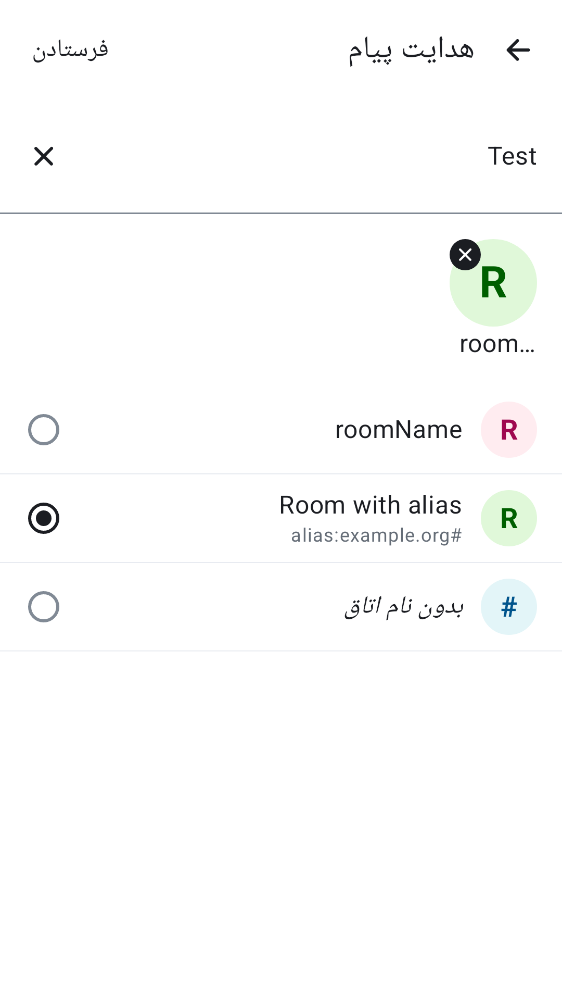 هدایت پیام
فرستادن
Test
R
room…
R
roomName
R
Room with alias
alias:example.org#
#
بدون نام اتاق